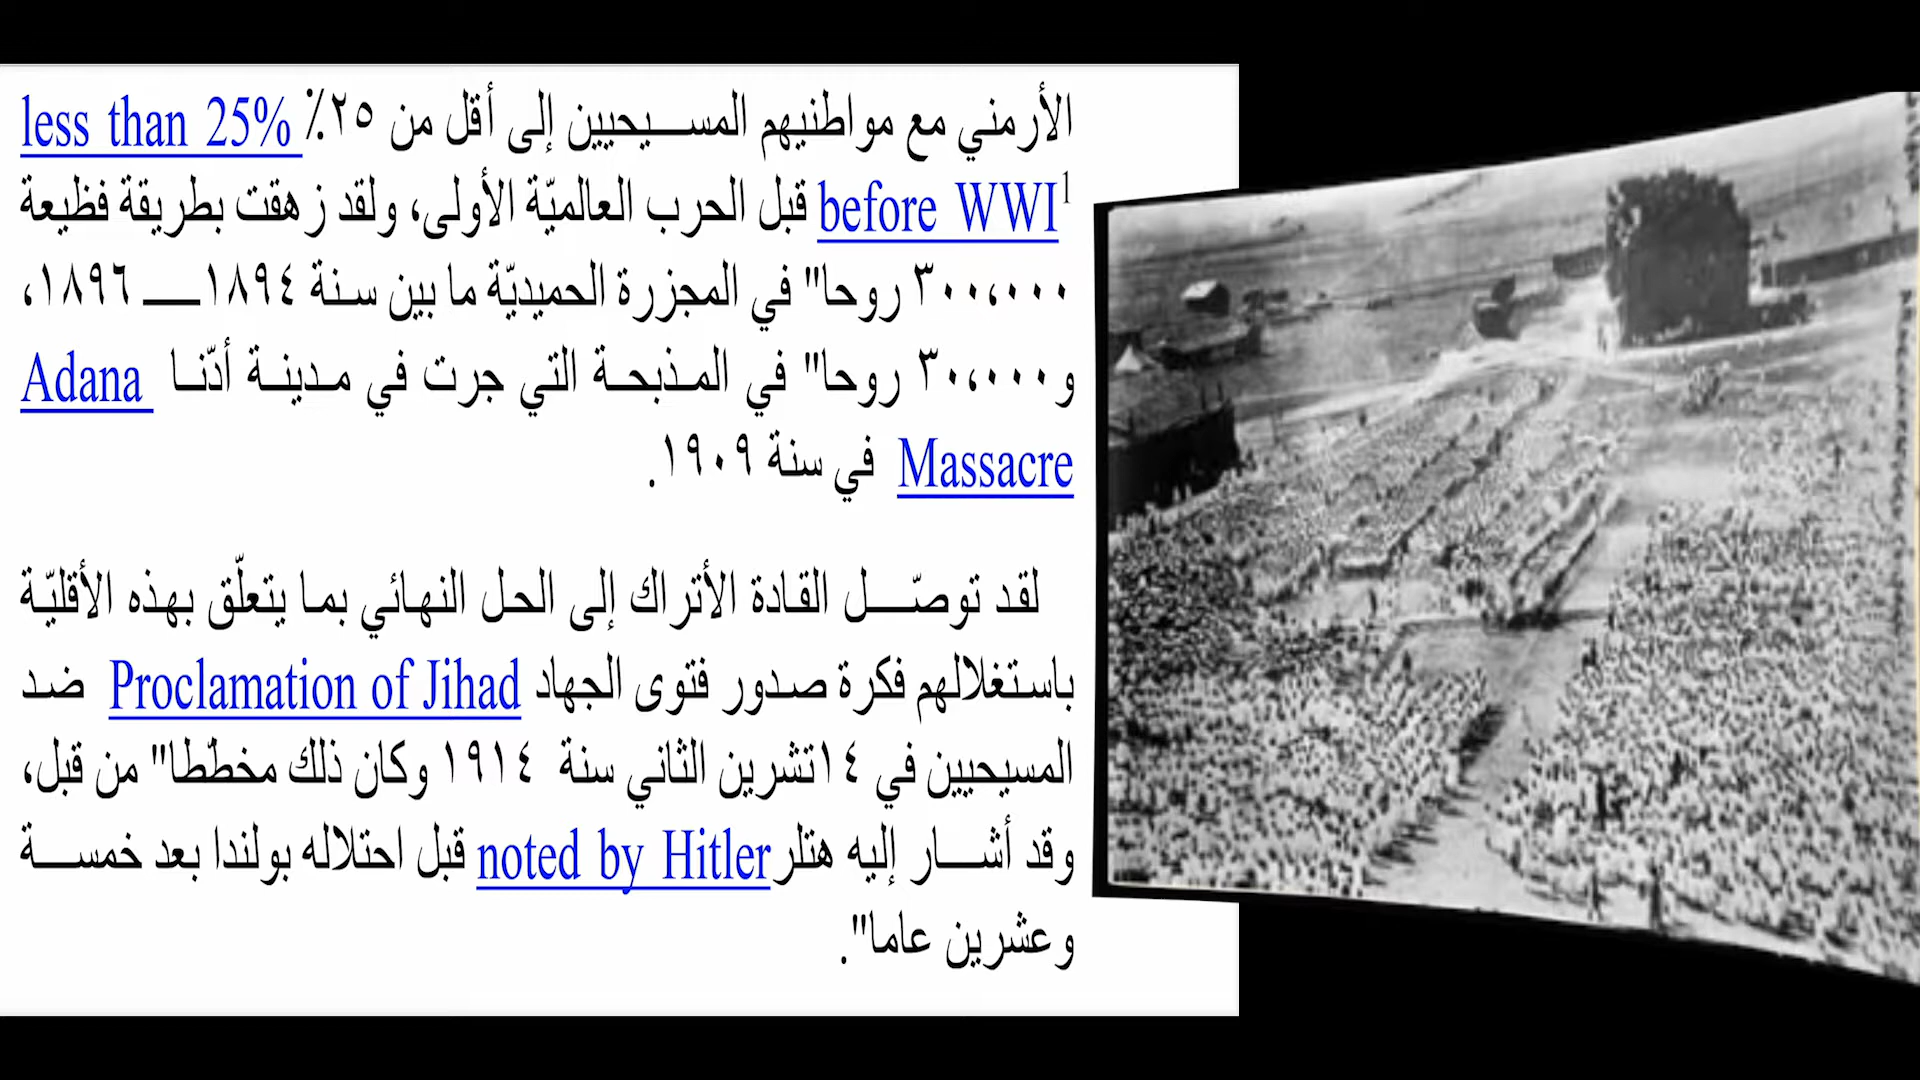 الأرمني مع مواطنيهم المسيحيين إلى أقل من ٢٥٪ less than 25%
before WWI¹ قبل الحرب العالميّة الأولى، ولقد زهقت بطريقة فظيعة
٣٠٠،٠٠٠ روحا" في المجزرة الحميديّة ما بين سنة ١٨٩٤ــ١٨٩٦،
و٣٠،٠٠٠ روحا" في المذبحة التي جرت في مدينة أدّنا Adana
Massacre في سنة ١٩٠٩.
لقد توصّل القادة الأتراك إلى الحل النهائي بما يتعلّق بهذه الأقليّة
باستغلالهم فكرة صدور فتوى الجهاد Proclamation of Jihad ضد
المسيحيين في ١٤تشرين الثاني سنة ١٩١٤ وكان ذلك مخطّطا" من قبل،
وقد أشار إليه هتلر noted by Hitler قبل احتلاله بولندا بعد خمسة
وعشرين عاما".